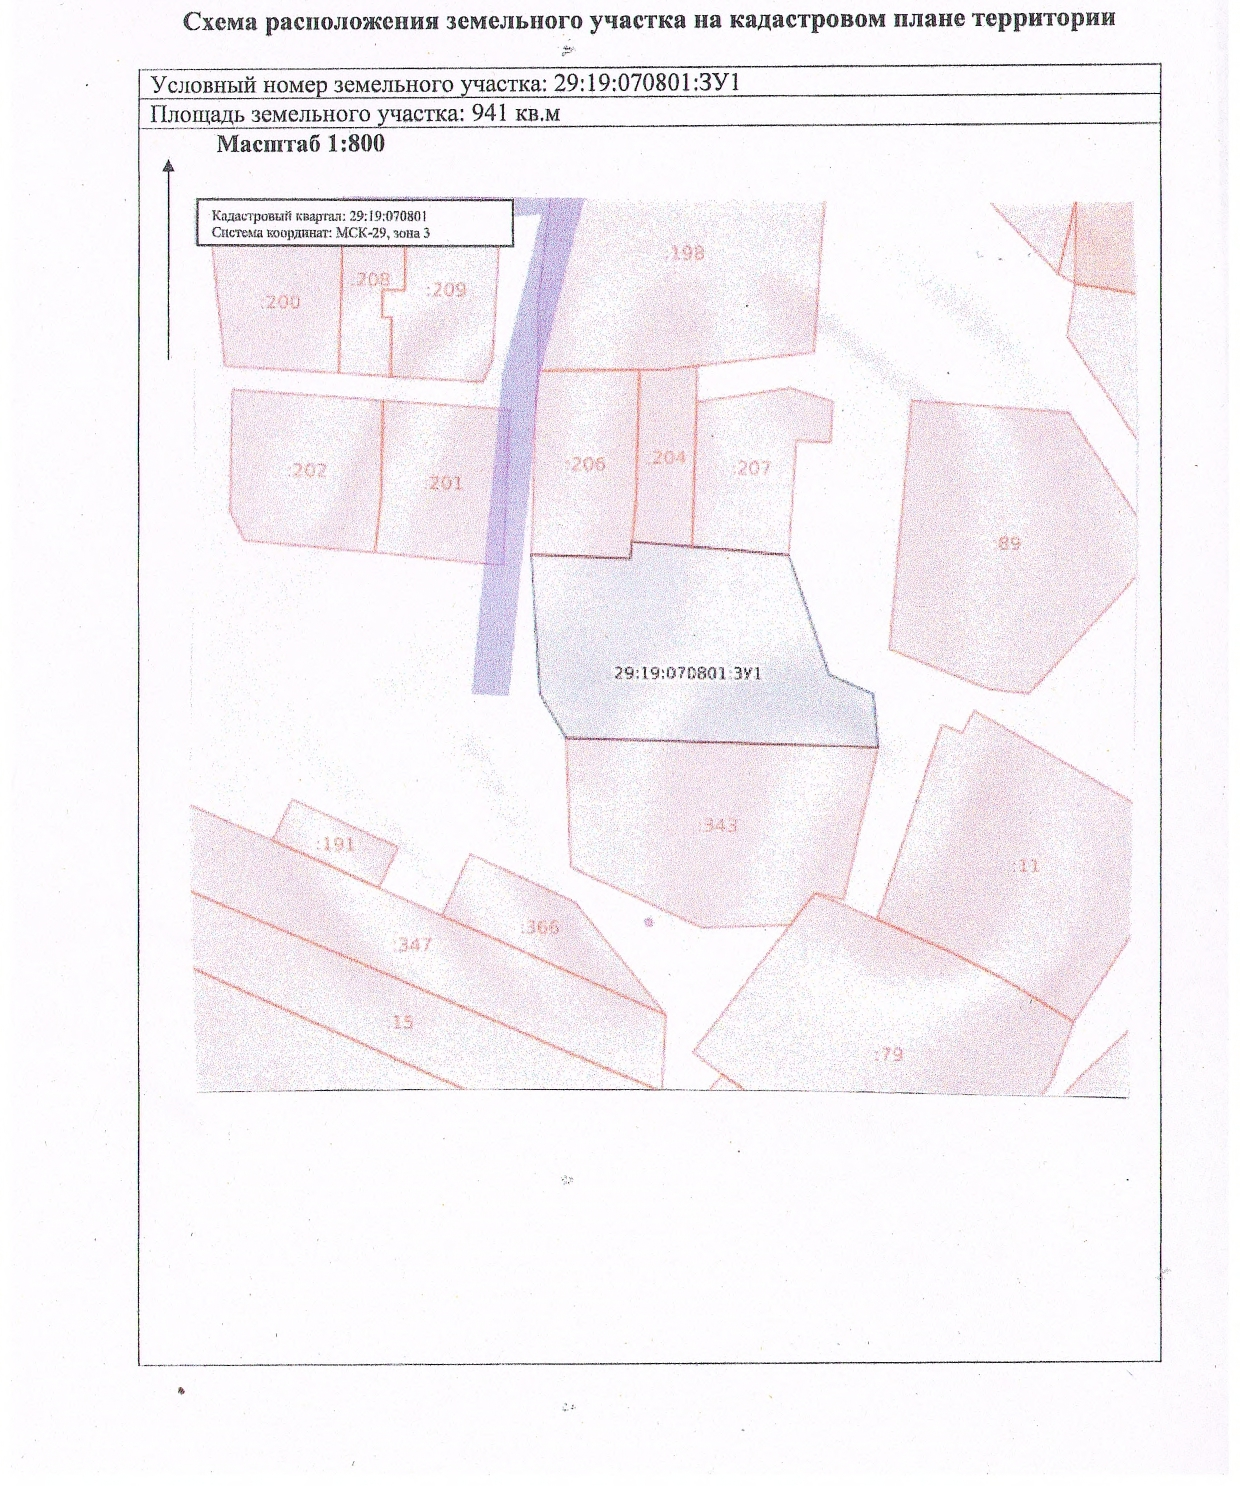 Схема расположения земельного участка на кадастровом плане территории
Условный номер земельного участка: 29:19:070801:ЗУ1
Площадь земельного участка: 941 кв.м
Масштаб 1:800
Кадастровый квартал: 29:19:070801
Система координат: МСК-29, зона 3
:198
:208
:209
:200
:206
:204
:207
:202
:201
:89
29:19:070801:ЗУ1
:343
:191
:11
:366
:347
:15
:79